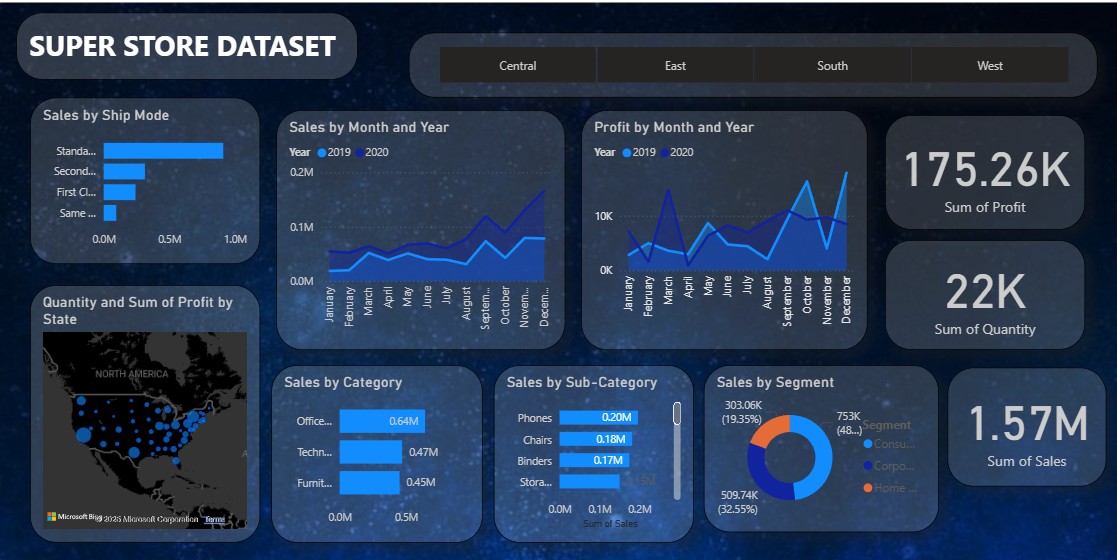 SUPER STORE DATASET
Central
East
South
West
Sales by Ship Mode
Standa...
Second...
First Cl...
Same ...
0.0M
0.5M
1.0M
Sales by Month and Year
Year 2019 2020
0.2M
0.1M
0.0M
January
February
March
April
May
June
July
August
Septem...
October
Novem...
Decem...
Profit by Month and Year
Year 2019 2020
10K
0K
January
February
March
April
May
June
July
August
September
October
November
December
175.26K
Sum of Profit
22K
Sum of Quantity
Quantity and Sum of Profit by
State
NORTH AMERICA
Microsoft Bing
Microsoft Corporation Terms
Sales by Category
Office...
0.64M
Techn...
0.47M
Furnit...
0.45M
0.0M
0.5M
Sales by Sub-Category
Phones
0.20M
Chairs
0.18M
Binders
0.17M
Stora...
0.0M
0.1M
0.2M
Sum of Sales
Sales by Segment
303.06K
(19.35%)
753K
(48...)
Segment
Consu...
Corpo...
Home ...
509.74K
(32.55%)
1.57M
Sum of Sales